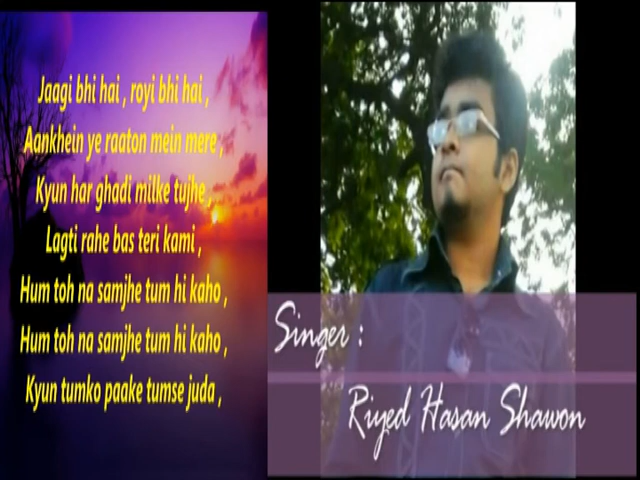 Jaagi bhi hai , royi bhi hai ,
Aankhein ye raaton mein mere ,
Kyun har ghadi milke tujhe ,
Lagti rahe bas teri kami ,
Hum toh na samjhe tum hi kaho ,
Hum toh na samjhe tum hi kaho ,
Kyun tumko paake tumse juda ,
Singer :
Riyed Hasan Shawon